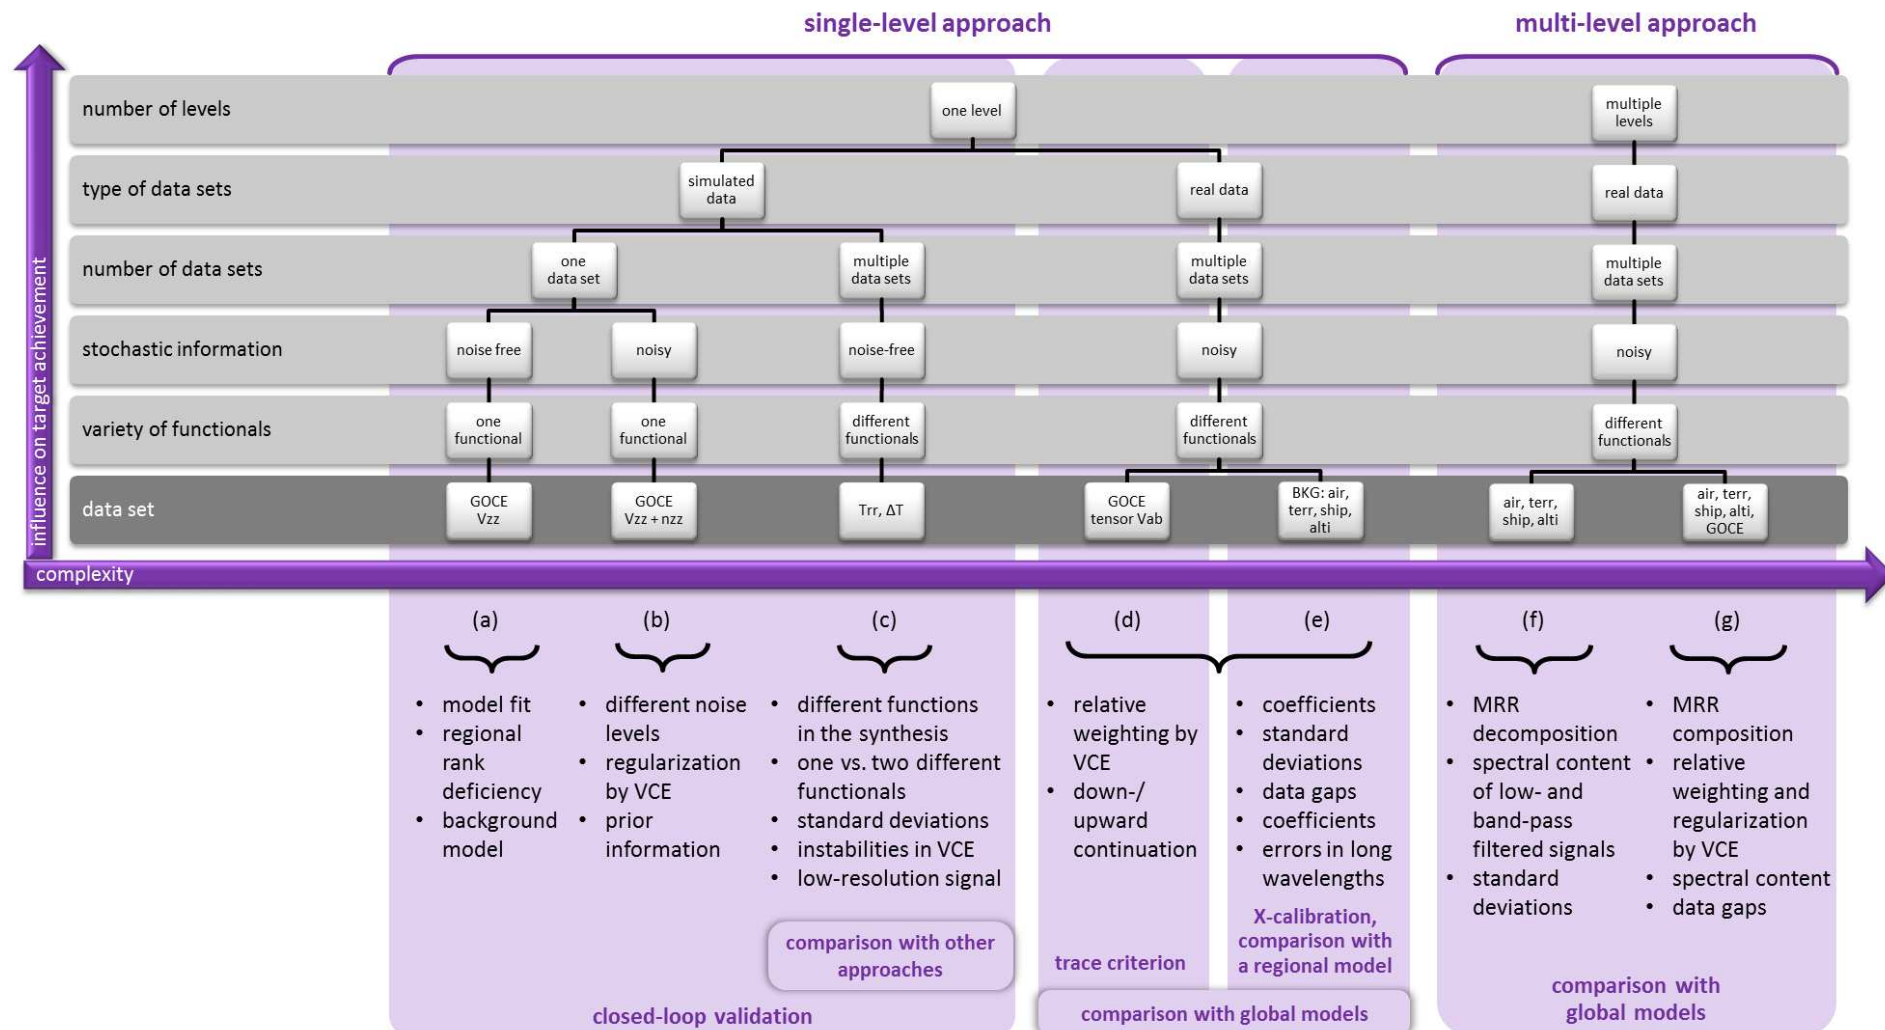 single-level approach
multi-level approach
number of levels
one level
multiple
levels
type of data sets
simulated
data
real data
real data
number of data sets
one
data set
multiple
data sets
multiple
data sets
multiple
data sets
stochastic information
noise free
noisy
noise-free
noisy
noisy
variety of functionals
one
functional
one
functional
different
functionals
different
functionals
different
functionals
data set
GOCE
Vzz
GOCE
Vzz + nzz
Trr, ΔT
GOCE
tensor Vab
BKG: air,
terr, ship,
alti
air, terr,
ship, alti
air, terr,
ship, alti,
GOCE
influence on target achievement
complexity
(a)
(b)
(c)
(d)
(e)
(f)
(g)
• model fit
• regional
rank
deficiency
• background
model
• different noise
levels
• regularization
by VCE
• prior
information
• different functions
in the synthesis
• one vs. two different
functionals
• standard deviations
• instabilities in VCE
• low-resolution signal
• relative
weighting by
VCE
• down-/
upward
continuation
• coefficients
• standard
deviations
• data gaps
• coefficients
• errors in long
wavelengths
• MRR
decomposition
• spectral content
of low- and
band-pass
filtered signals
• standard
deviations
• MRR
composition
• relative
weighting and
regularization
by VCE
• spectral content
• data gaps
comparison with other
approaches
closed-loop validation
trace criterion
X-calibration,
comparison with
a regional model
comparison with global models
comparison with
global models